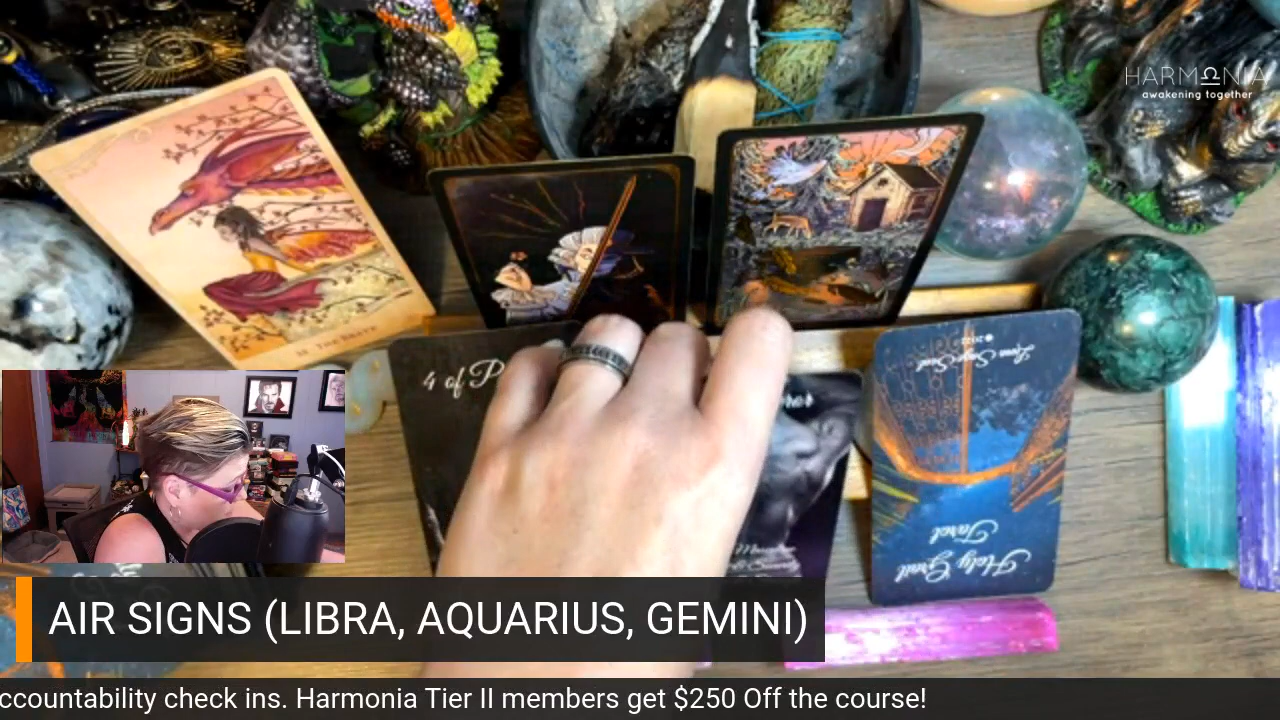 HARMONIA
awakening together
4 of P
Holy Grail
Tarot
AIR SIGNS (LIBRA, AQUARIUS, GEMINI)
ccountability check ins. Harmonia Tier II members get $250 Off the course!